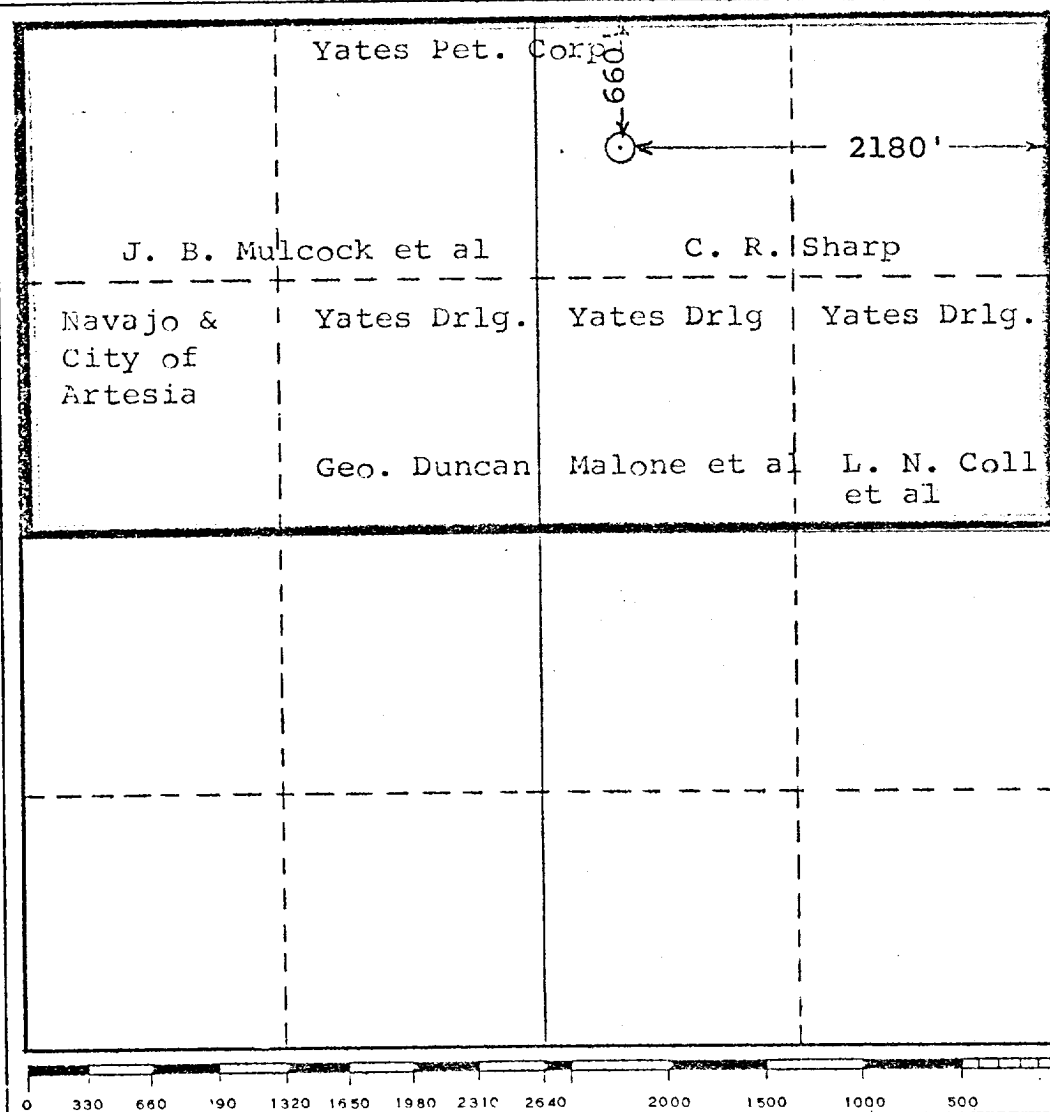 Yates Pet. Corp.
660'
2180'
J. B. Mulcock et al
C. R. Sharp
Navajo &
City of
Artesia
Yates Drlg.
Yates Drlg
Yates Drlg.
Geo. Duncan
Malone et al
L. N. Coll
et al
0 330 660 '90 1320 1650 1980 2310 2640 2000 1500 1000 500